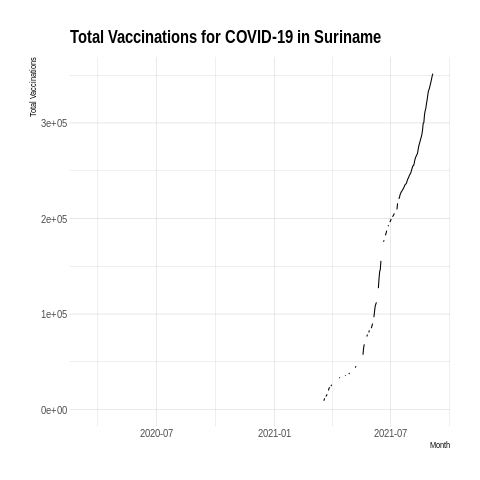 Total Vaccinations for COVID-19 in Suriname
Total Vaccinations
3e+05
2e+05
1e+05
0e+00
2020-07
2021-01
2021-07
Month